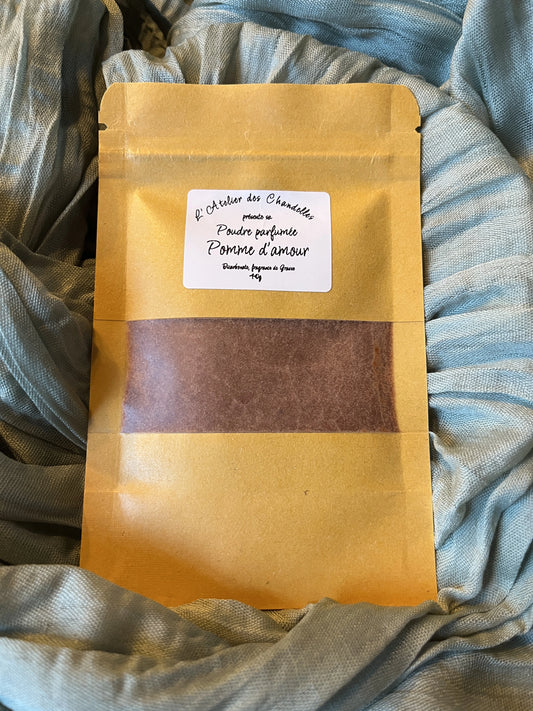 L'Atelier des Chandelles
présente sa
Poudre parfumée
Pomme d'amour
Bicarbonate, fragrance de Grasse